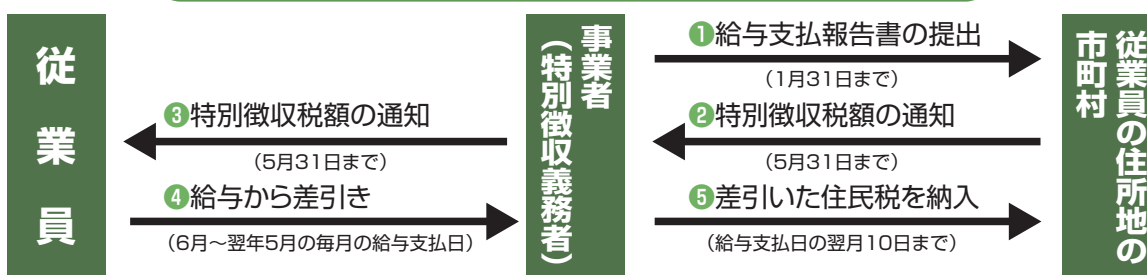 従業員
③特別徴収税額の通知
(5月31日まで)
④給与から差引き
(6月～翌年5月の毎月の給与支払日)
事業者
(特別徴収義務者)
①給与支払報告書の提出
(1月31日まで)
②特別徴収税額の通知
(5月31日まで)
⑤差引いた住民税を納入
(給与支払日の翌月10日まで)
従業員の住所地の
市町村